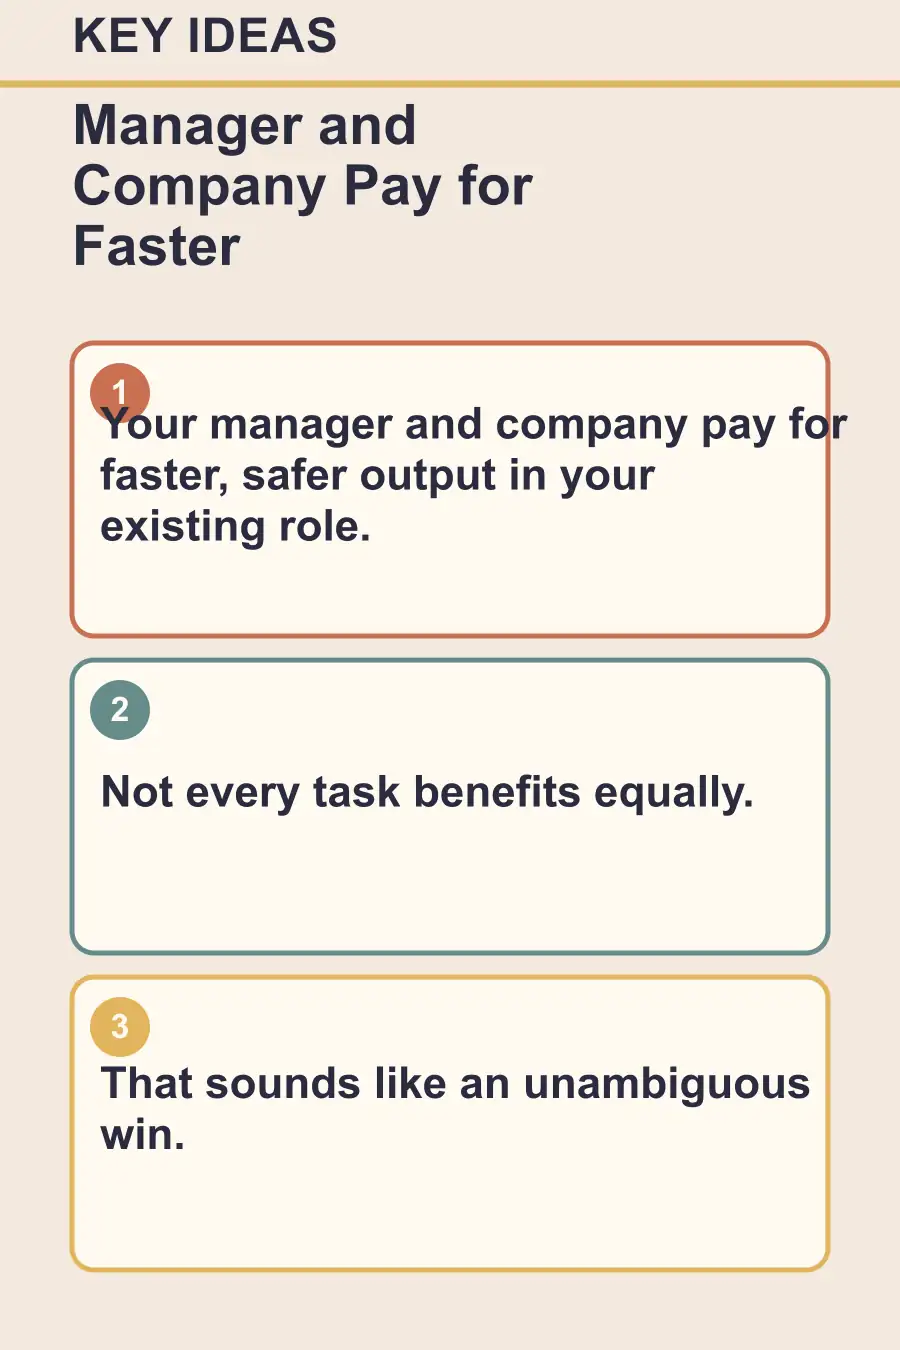 KEY IDEAS
Manager and
Company Pay for
Faster
1
Your manager and company pay for
faster, safer output in your
existing role.
2
Not every task benefits equally.
3
That sounds like an unambiguous
win.